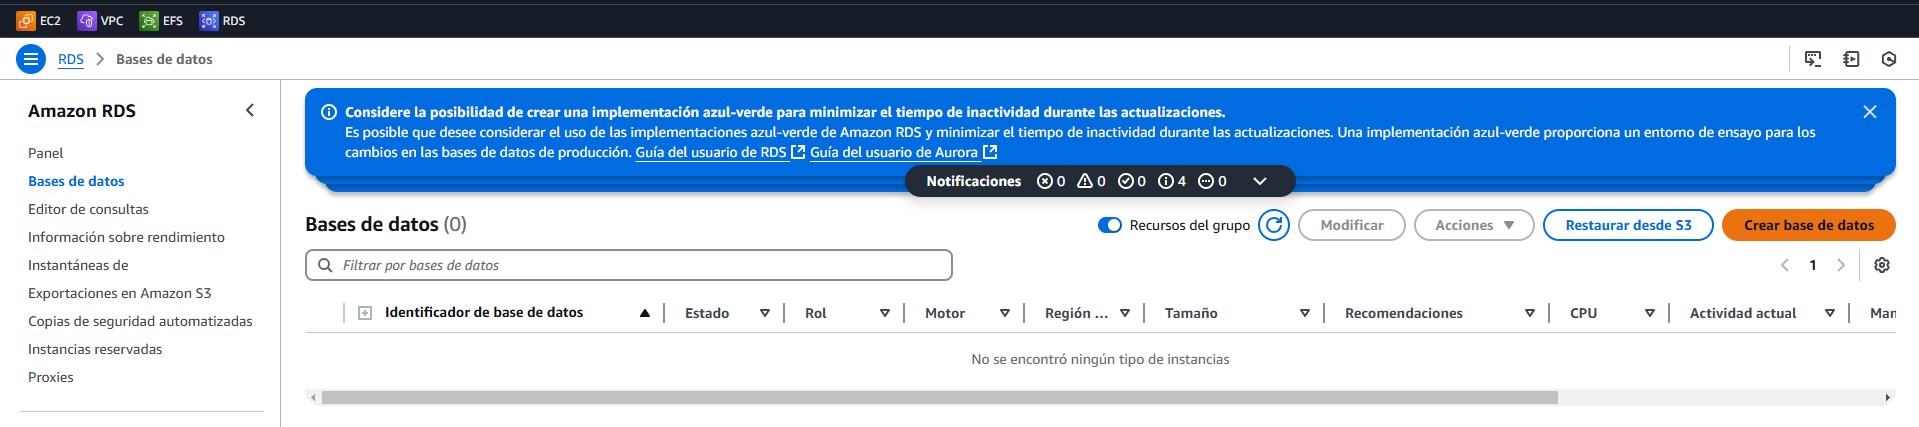 EC2 VPC EFS RDS
RDS > Bases de datos
Amazon RDS
Panel
Bases de datos
Editor de consultas
Información sobre rendimiento
Instantáneas de
Exportaciones en Amazon S3
Copias de seguridad automatizadas
Instancias reservadas
Proxies
Considere la posibilidad de crear una implementación azul-verde para minimizar el tiempo de inactividad durante las actualizaciones.
Es posible que desee considerar el uso de las implementaciones azul-verde de Amazon RDS y minimizar el tiempo de inactividad durante las actualizaciones. Una implementación azul-verde proporciona un entorno de ensayo para los
cambios en las bases de datos de producción. Guía del usuario de RDS Guía del usuario de Aurora
Notificaciones 0 0 0 4 0
Bases de datos (0) Recursos del grupo Modificar Acciones Restaurar desde S3 Crear base de datos
Filtrar por bases de datos 1
Identificador de base de datos Estado Rol Motor Región ... Tamaño Recomendaciones CPU Actividad actual Man
No se encontró ningún tipo de instancias